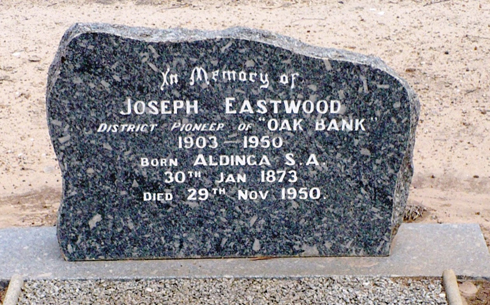 In Memory of
JOSEPH EASTWOOD
DISTRICT PIONEER OF "OAK BANK"
1903 — 1950
BORN ALDINGA S.A.
30TH JAN 1873
DIED 29TH NOV. 1950.